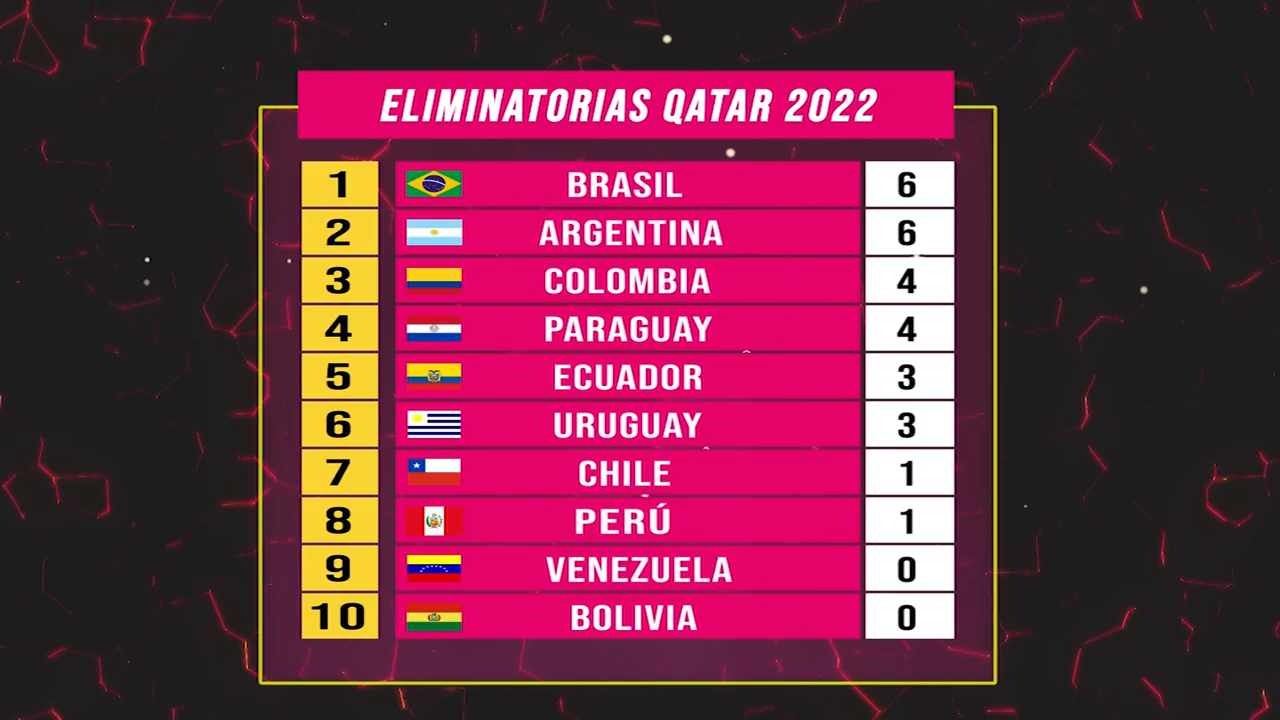 ELIMINATORIAS QATAR 2022
1 BRASIL 6
2 ARGENTINA 6
3 COLOMBIA 4
4 PARAGUAY 4
5 ECUADOR 3
6 URUGUAY 3
7 CHILE 1
8 PERÚ 1
9 VENEZUELA 0
10 BOLIVIA 0